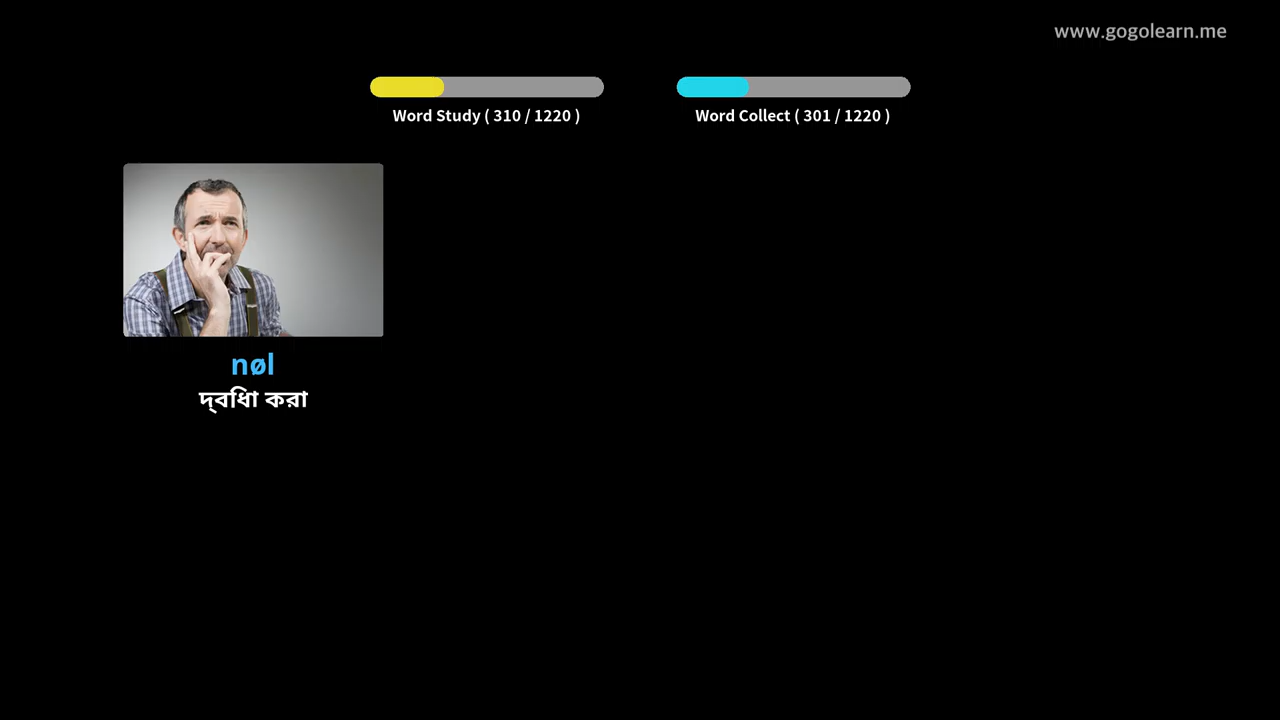 www.gogolearn.me
Word Study ( 310 / 1220 )
Word Collect ( 301 / 1220 )
nøl
দ্বিধা করা